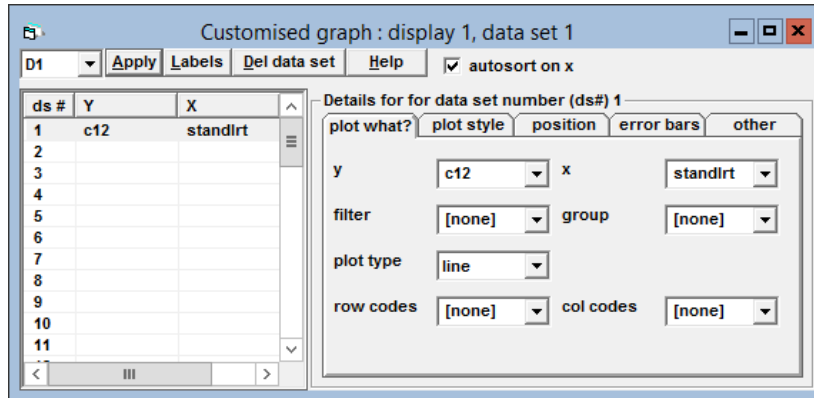 Customised graph : display 1, data set 1
D1 Apply Labels Del data set Help autosort on x
ds # Y X
1 c12 standlrt
2
3
4
5
6
7
8
9
10
11
Details for for data set number (ds#) 1
plot what? plot style position error bars other
y c12 x standlrt
filter [none] group [none]
plot type line
row codes [none] col codes [none]